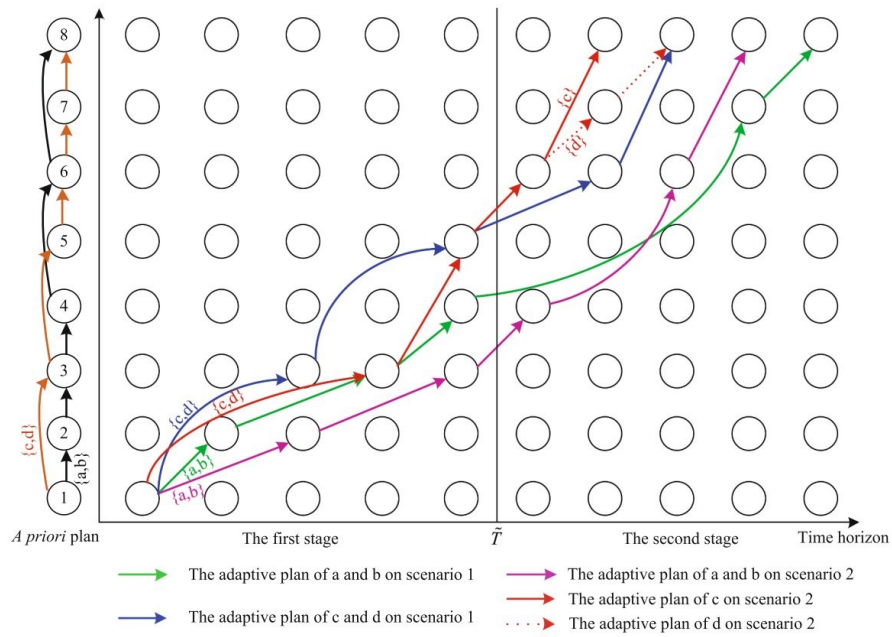 8
7
6
5
4
3
2
1
{c,d}
{a,b}
{c}
{d}
{c,d}
{c,d}
{a,b}
{a,b}
A priori plan
The first stage
T̃
The second stage
Time horizon
The adaptive plan of a and b on scenario 1
The adaptive plan of a and b on scenario 2
The adaptive plan of c on scenario 2
The adaptive plan of c and d on scenario 1
The adaptive plan of d on scenario 2